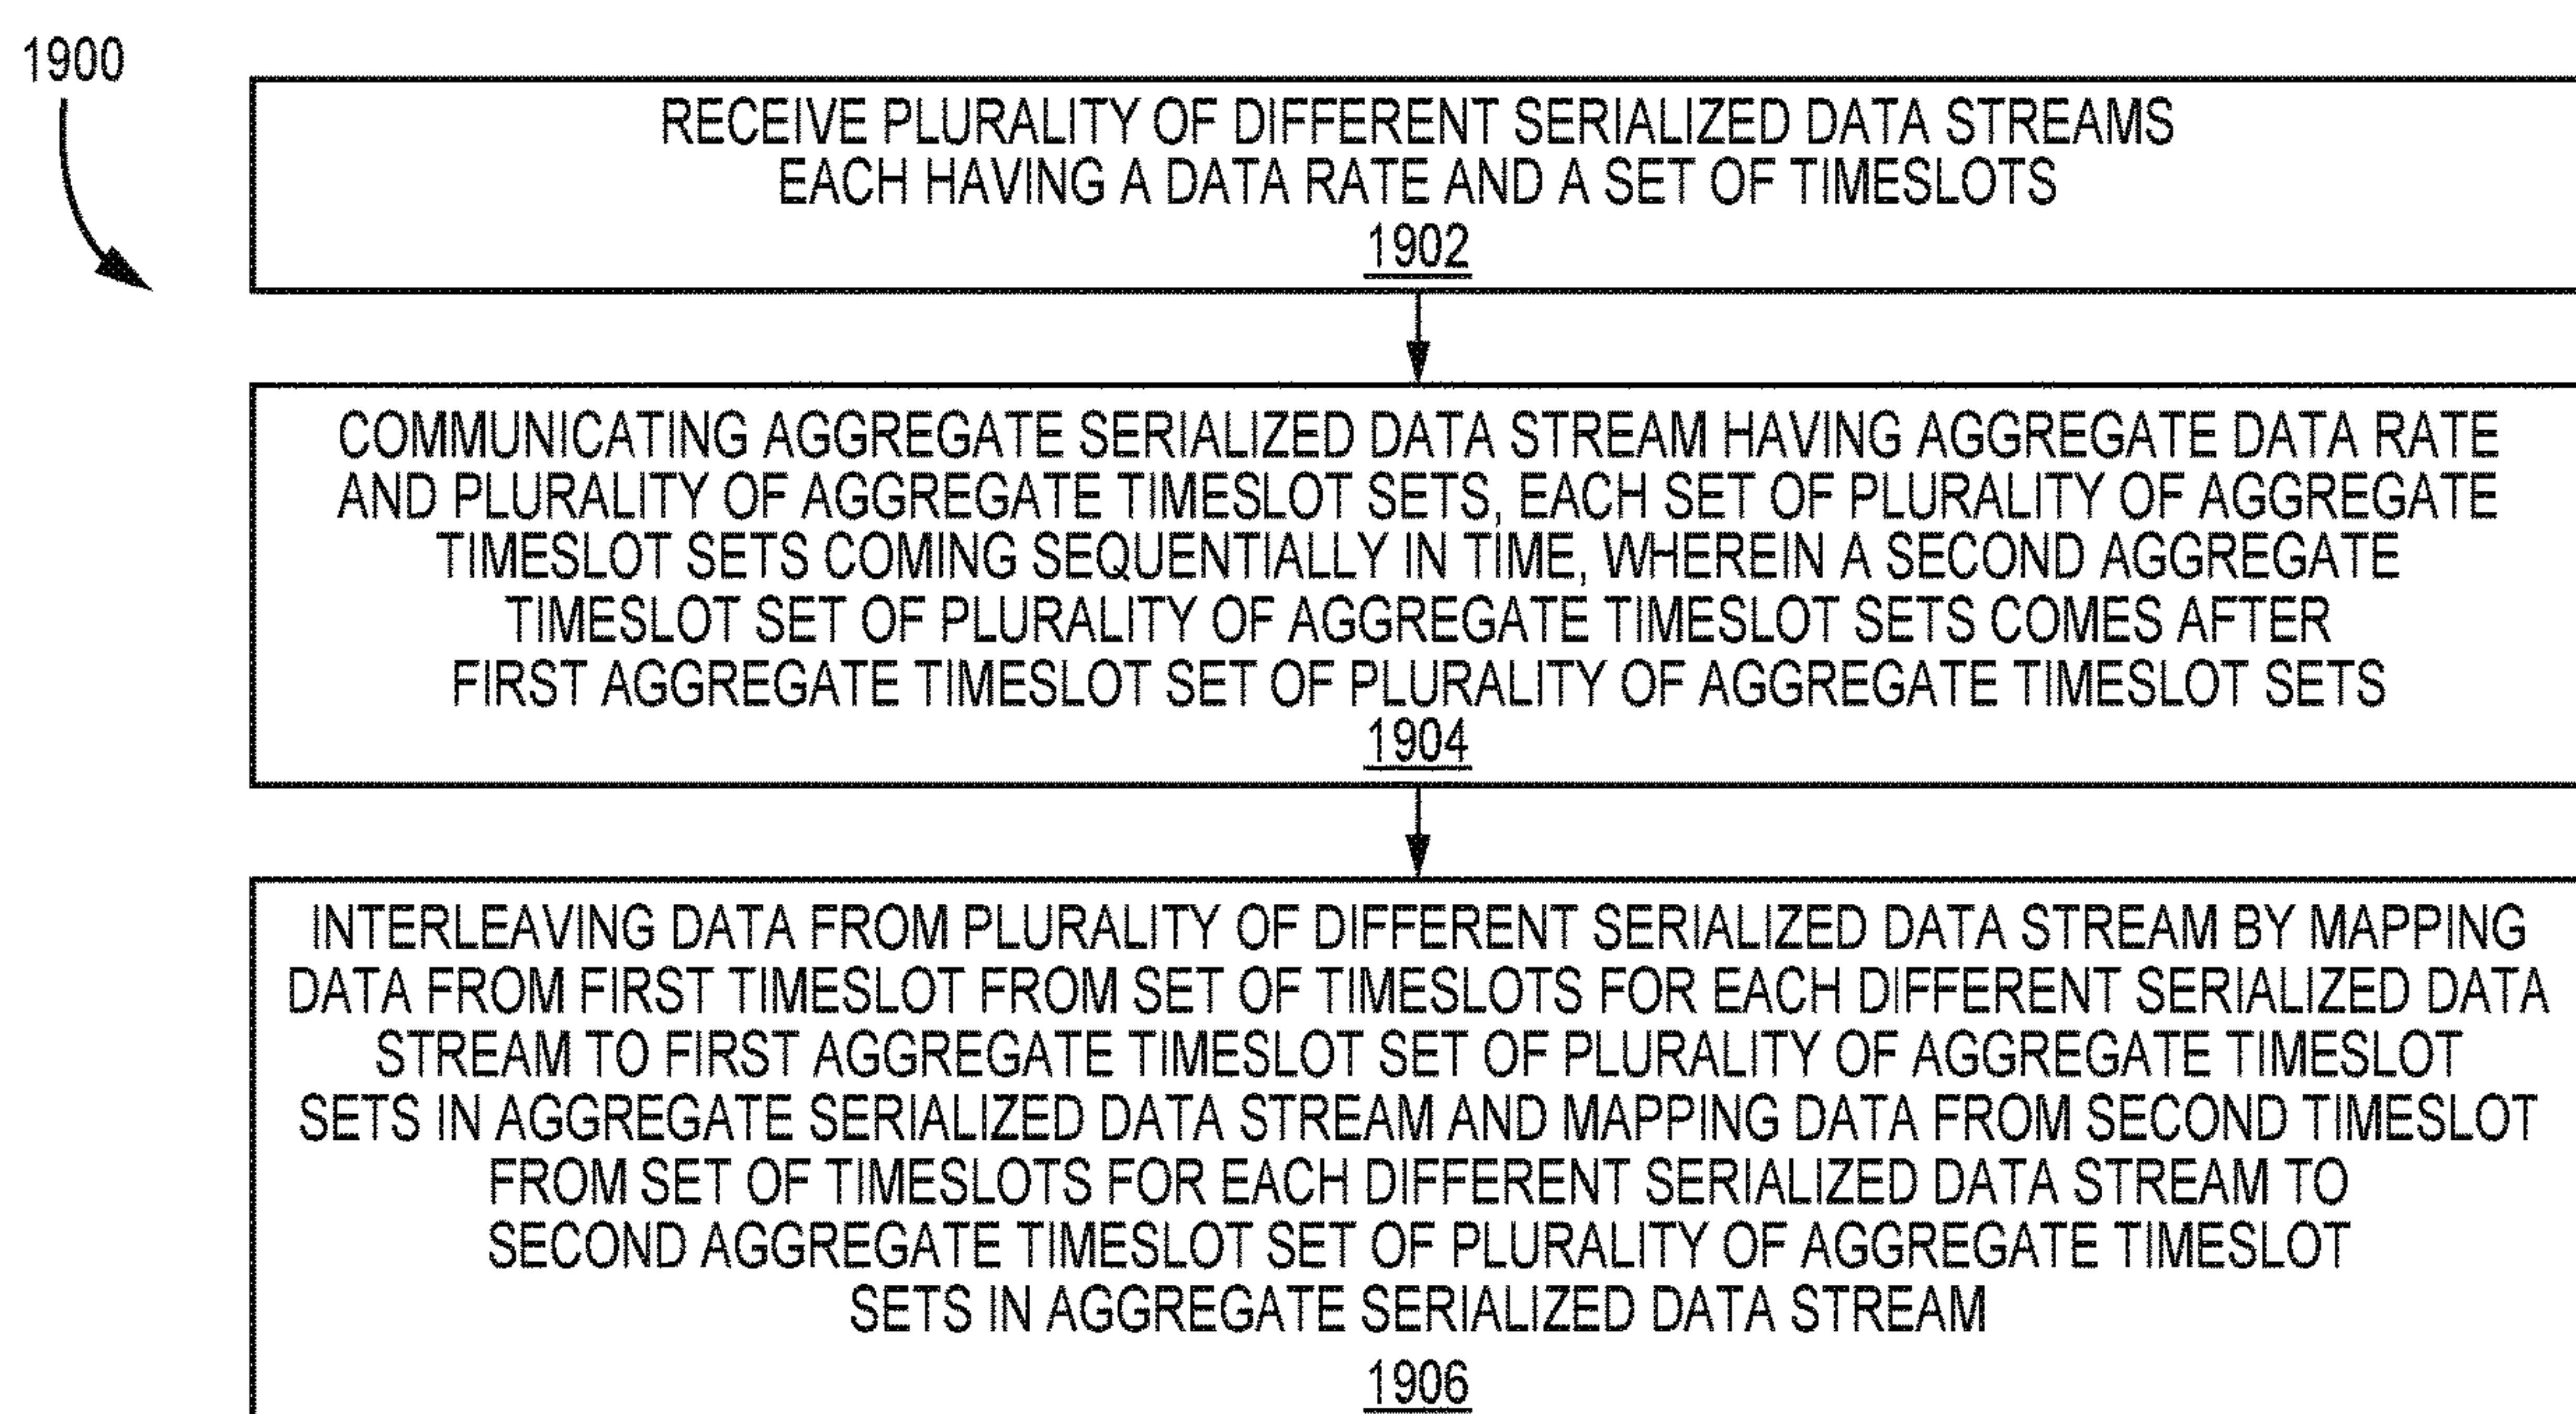 1900
RECEIVE PLURALITY OF DIFFERENT SERIALIZED DATA STREAMS
EACH HAVING A DATA RATE AND A SET OF TIMESLOTS
1902
COMMUNICATING AGGREGATE SERIALIZED DATA STREAM HAVING AGGREGATE DATA RATE
AND PLURALITY OF AGGREGATE TIMESLOT SETS, EACH SET OF PLURALITY OF AGGREGATE
TIMESLOT SETS COMING SEQUENTIALLY IN TIME, WHEREIN A SECOND AGGREGATE
TIMESLOT SET OF PLURALITY OF AGGREGATE TIMESLOT SETS COMES AFTER
FIRST AGGREGATE TIMESLOT SET OF PLURALITY OF AGGREGATE TIMESLOT SETS
1904
INTERLEAVING DATA FROM PLURALITY OF DIFFERENT SERIALIZED DATA STREAM BY MAPPING
DATA FROM FIRST TIMESLOT FROM SET OF TIMESLOTS FOR EACH DIFFERENT SERIALIZED DATA
STREAM TO FIRST AGGREGATE TIMESLOT SET OF PLURALITY OF AGGREGATE TIMESLOT
SETS IN AGGREGATE SERIALIZED DATA STREAM AND MAPPING DATA FROM SECOND TIMESLOT
FROM SET OF TIMESLOTS FOR EACH DIFFERENT SERIALIZED DATA STREAM TO
SECOND AGGREGATE TIMESLOT SET OF PLURALITY OF AGGREGATE TIMESLOT
SETS IN AGGREGATE SERIALIZED DATA STREAM
1906